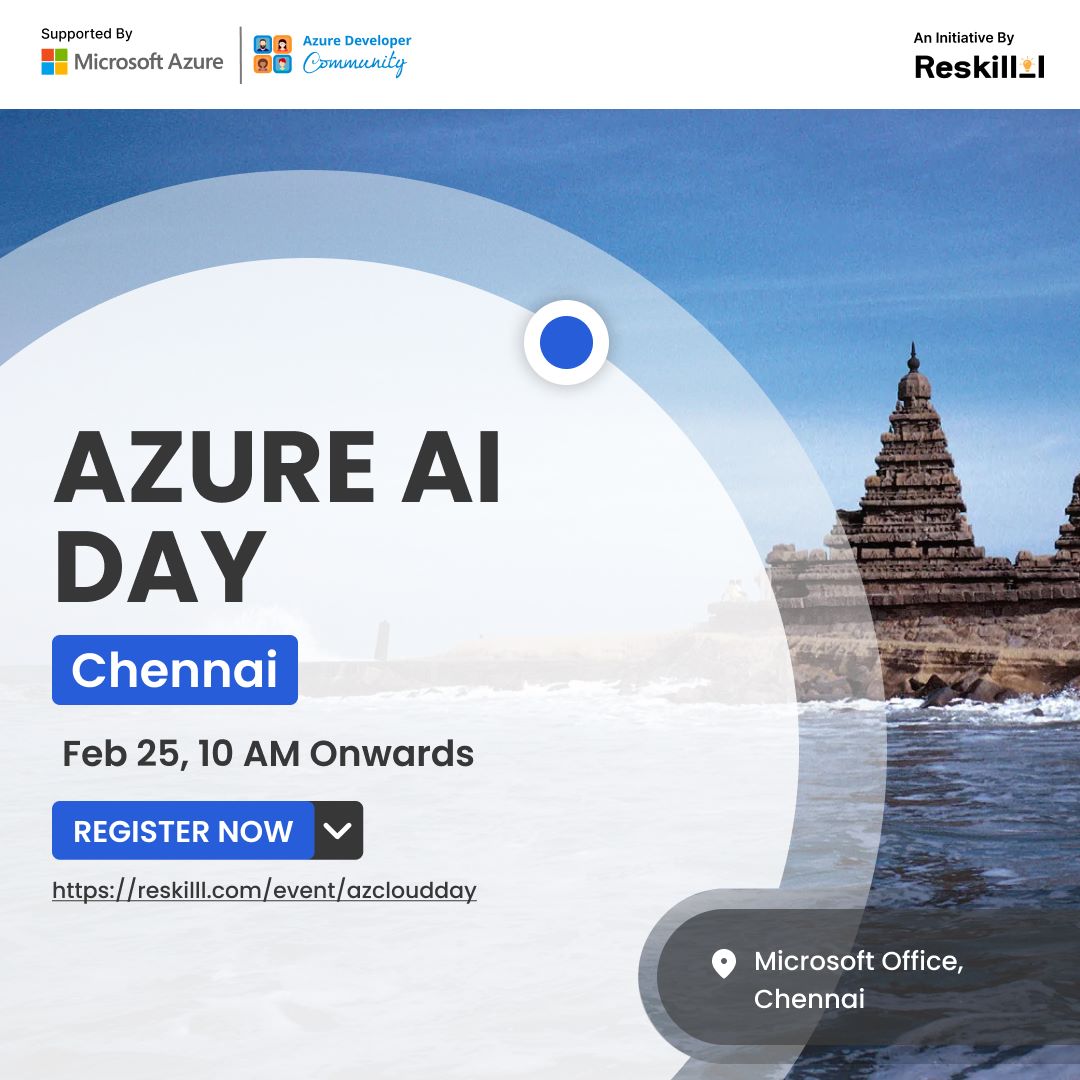 Supported By
Microsoft Azure
Azure Developer
Community
An Initiative By
Reskilll
AZURE AI
DAY
Chennai
Feb 25, 10 AM Onwards
REGISTER NOW
https://reskilll.com/event/azcloudday
Microsoft Office,
Chennai